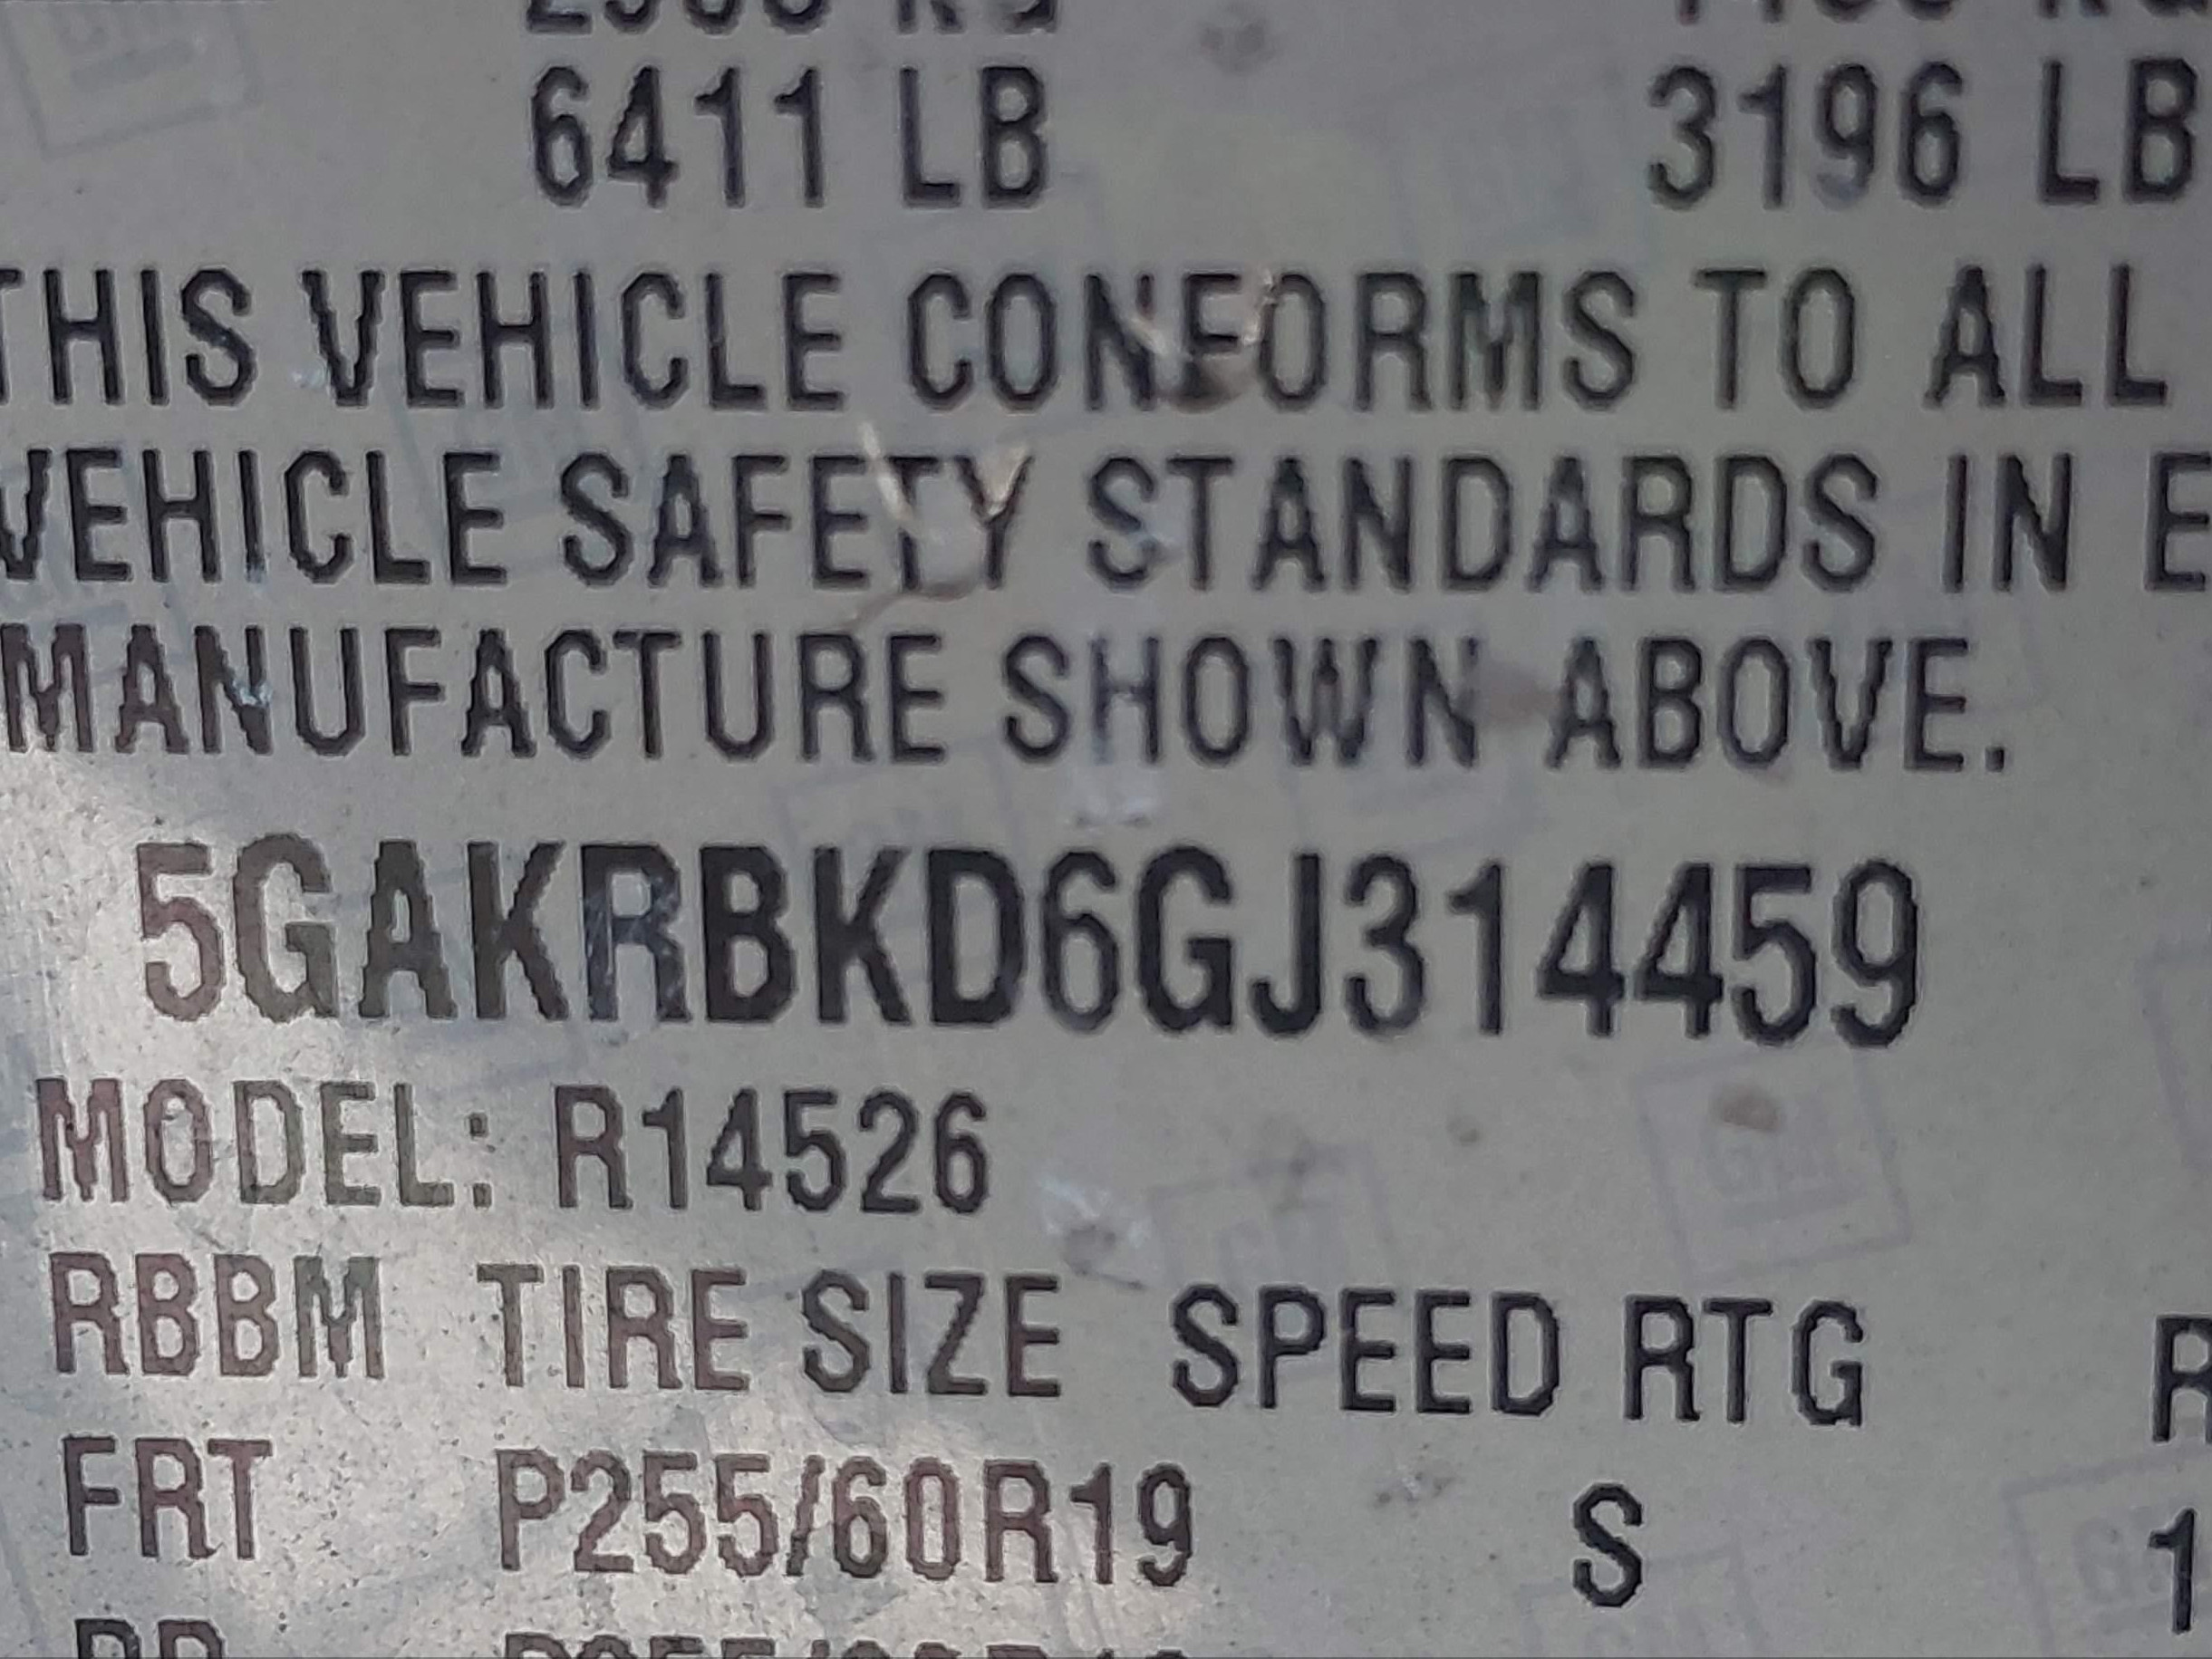 6411 LB 3196 LB
THIS VEHICLE CONFORMS TO ALL
VEHICLE SAFETY STANDARDS IN E
MANUFACTURE SHOWN ABOVE.
5GAKRBKD6GJ314459
MODEL: R14526
RBBM TIRE SIZE SPEED RTG R
FRT P255/60R19 S 1